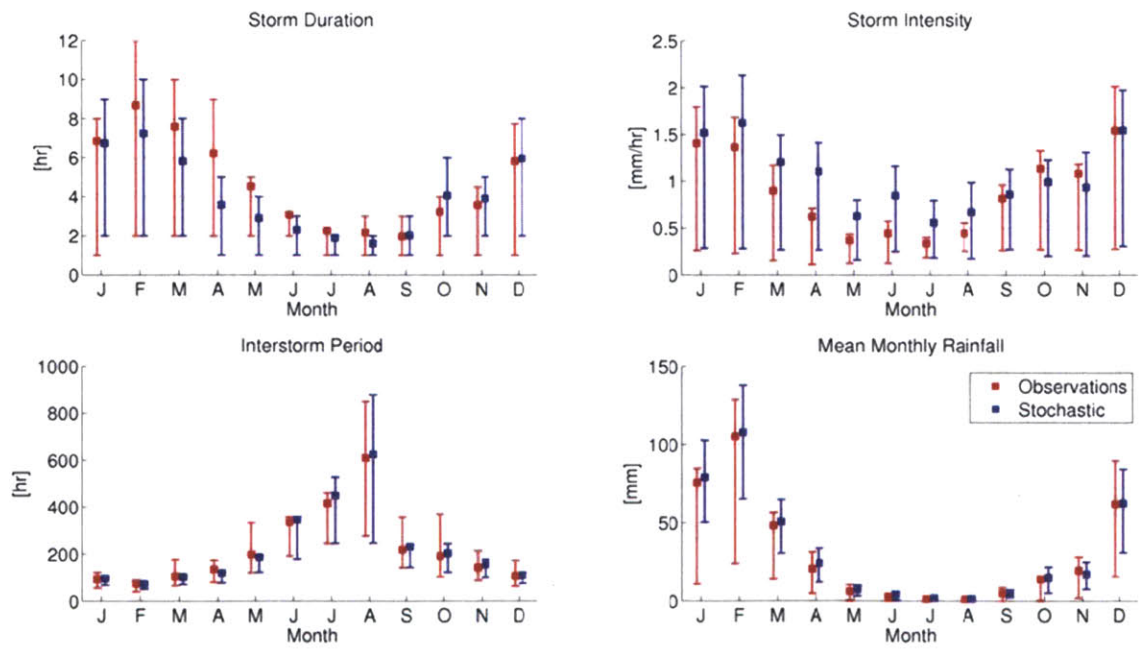 Storm Duration
12
10
8
6
4
2
0
[hr]
J F M A M J J A S O N D
Month
Storm Intensity
2.5
2
1.5
1
0.5
0
[mm/hr]
J F M A M J J A S O N D
Month
Interstorm Period
1000
800
600
400
200
0
[hr]
J F M A M J J A S O N D
Month
Mean Monthly Rainfall
150
100
50
0
[mm]
Observations
Stochastic
J F M A M J J A S O N D
Month